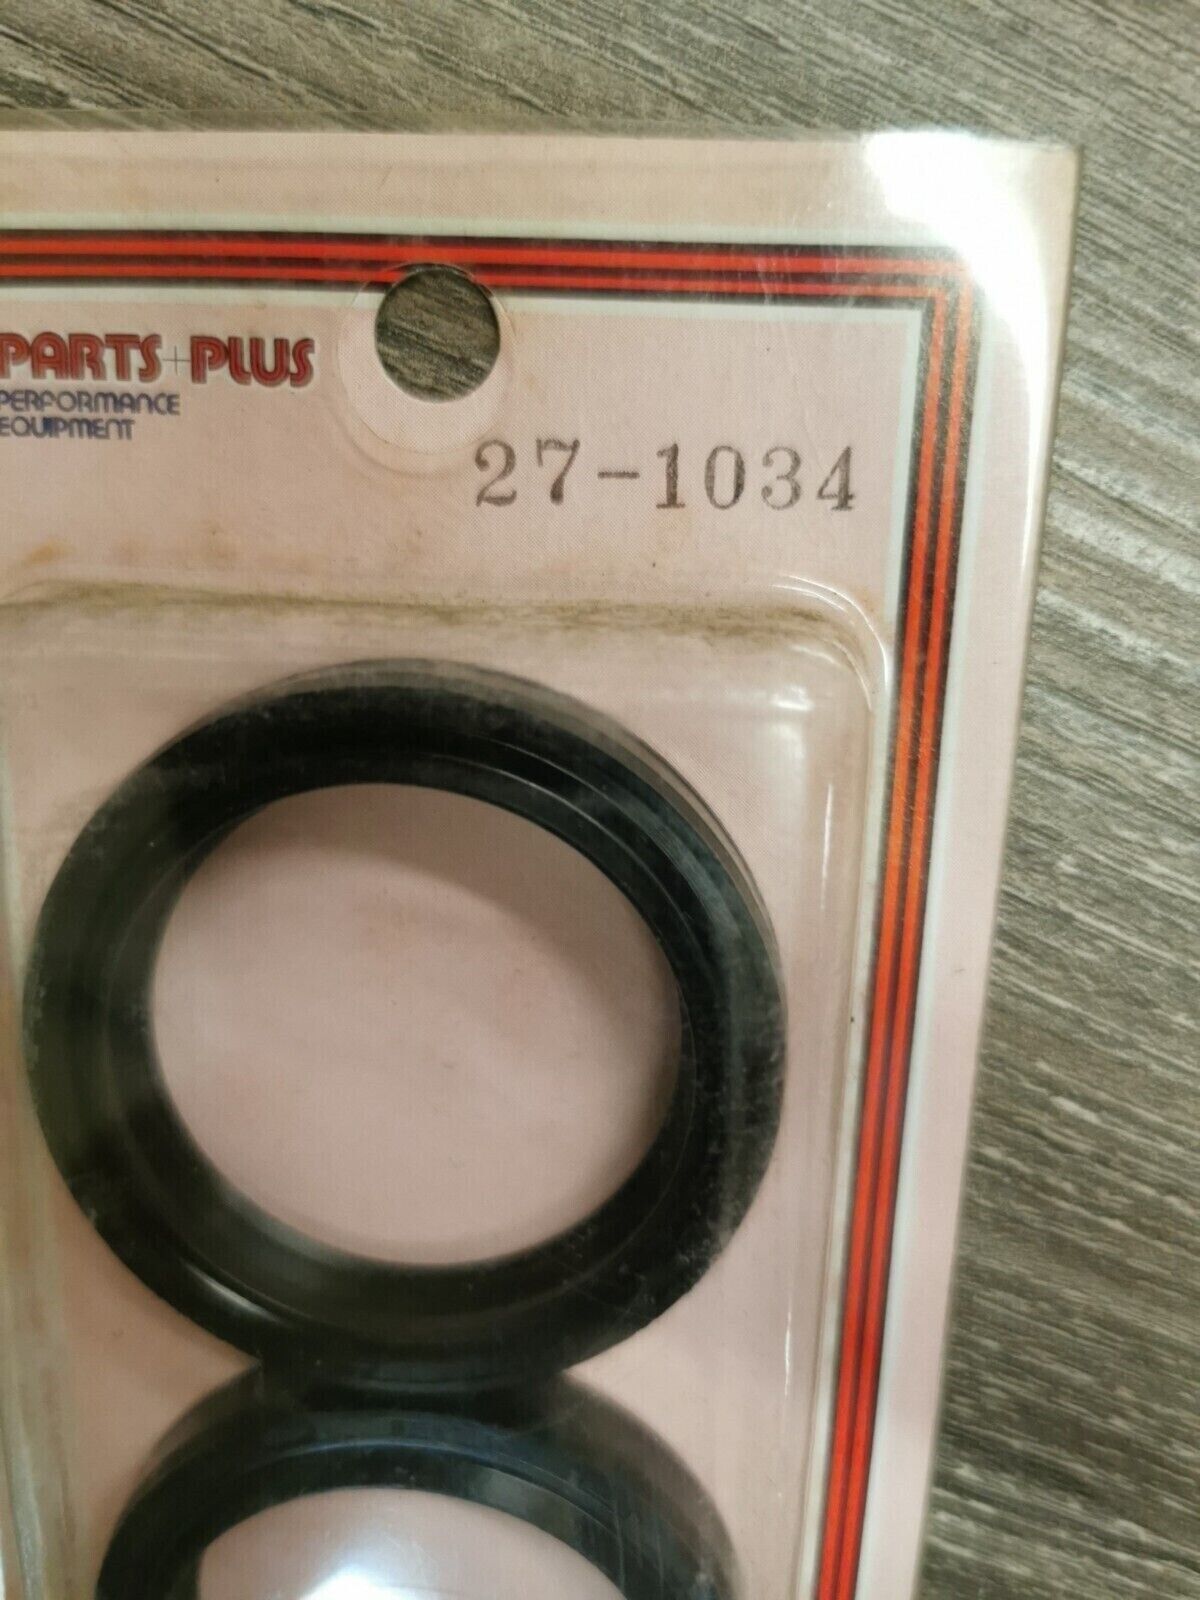 PARTS+PLUS
PERFORMANCE
EQUIPMENT
27-1034